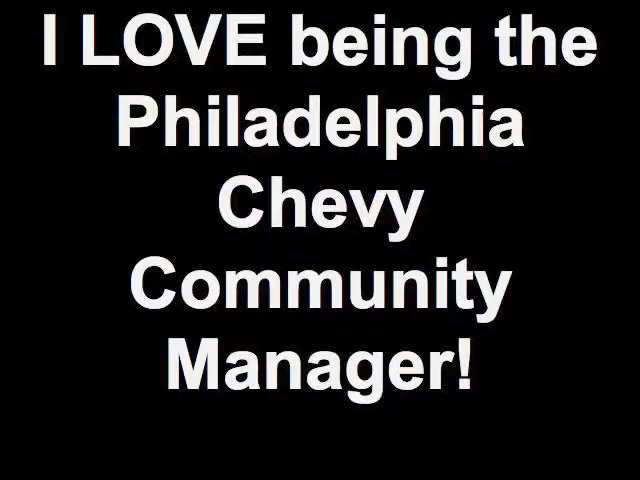 I LOVE being the
Philadelphia
Chevy
Community
Manager!